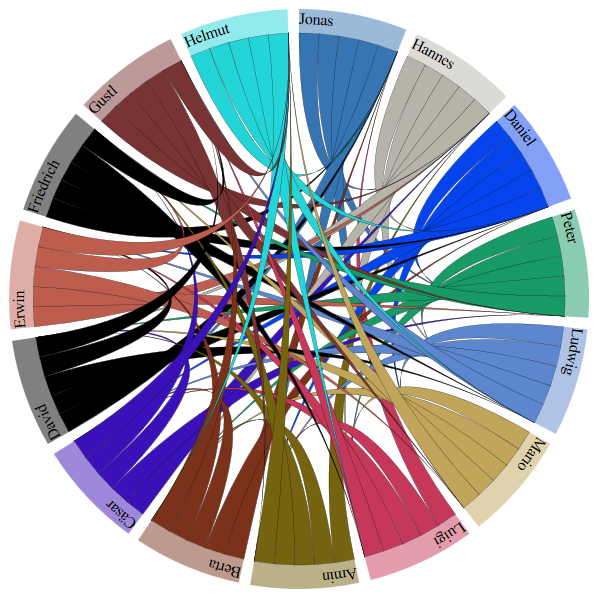 Jonas
Hannes
Daniel
Peter
Ludwig
Mario
Luigi
Amin
Berta
Cäsar
David
Erwin
Friedrich
Gustl
Helmut